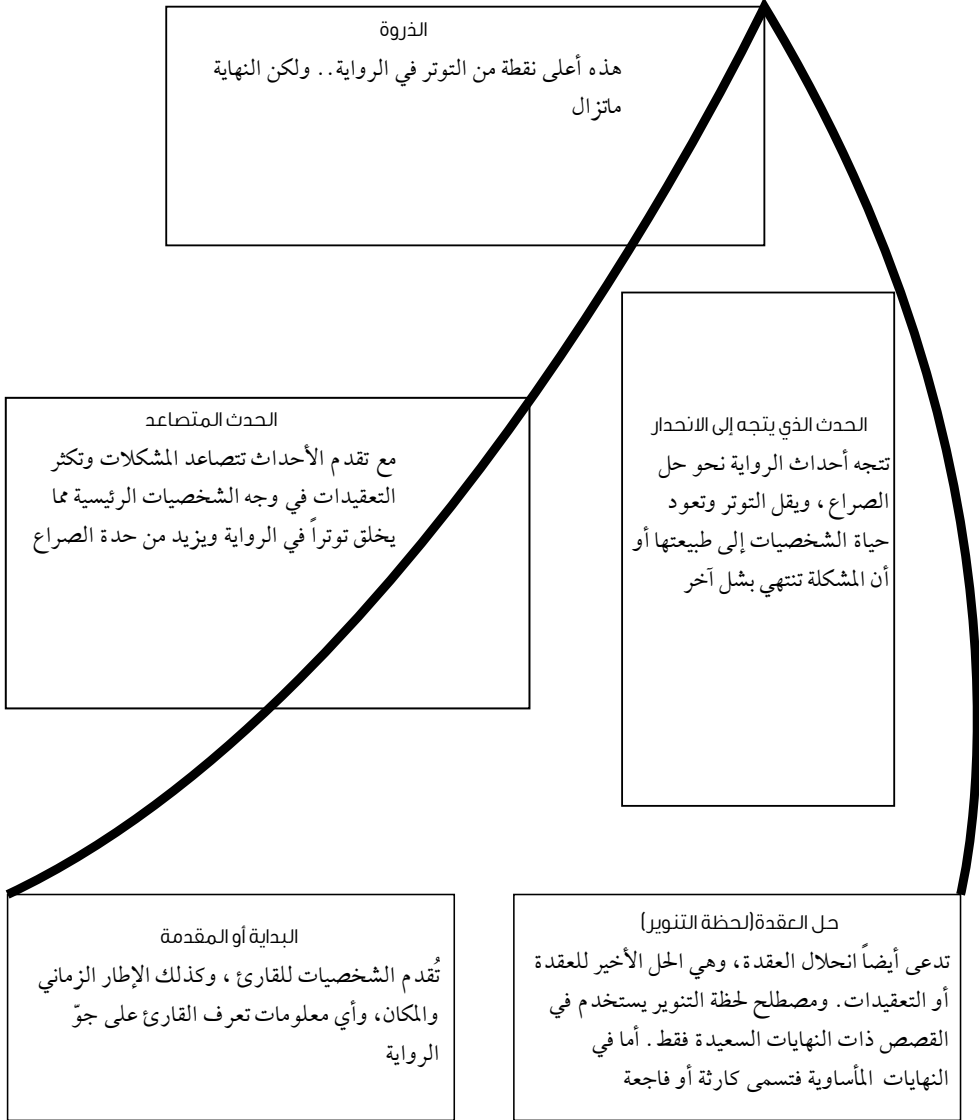 الذروة
هذه أعلى نقطة من التوتر في الرواية.. ولكن النهاية
ماتزال
الحدث المتصاعد
مع تقدم الأحداث تتصاعد المشكلات وتكثر
التعقيدات في وجه الشخصيات الرئيسية مما
يخلق توتراً في الرواية ويزيد من حدة الصراع
الحدث الذي يتجه إلى الانحدار
تتجه أحداث الرواية نحو حل
الصراع، ويقل التوتر وتعود
حياة الشخصيات إلى طبيعتها أو
أن المشكلة تنتهي بشل آخر
البداية أو المقدمة
تُقدم الشخصيات للقارئ، وكذلك الإطار الزماني
والمكان، وأي معلومات تعرف القارئ على جوّ
الرواية
حل العقدة(لحظة التنوير)
تدعى أيضاً انحلال العقدة، وهي الحل الأخير للعقدة
أو التعقيدات. ومصطلح لحظة التنوير يستخدم في
القصص ذات النهايات السعيدة فقط. أما في
النهايات المأساوية فتسمى كارثة أو فاجعة